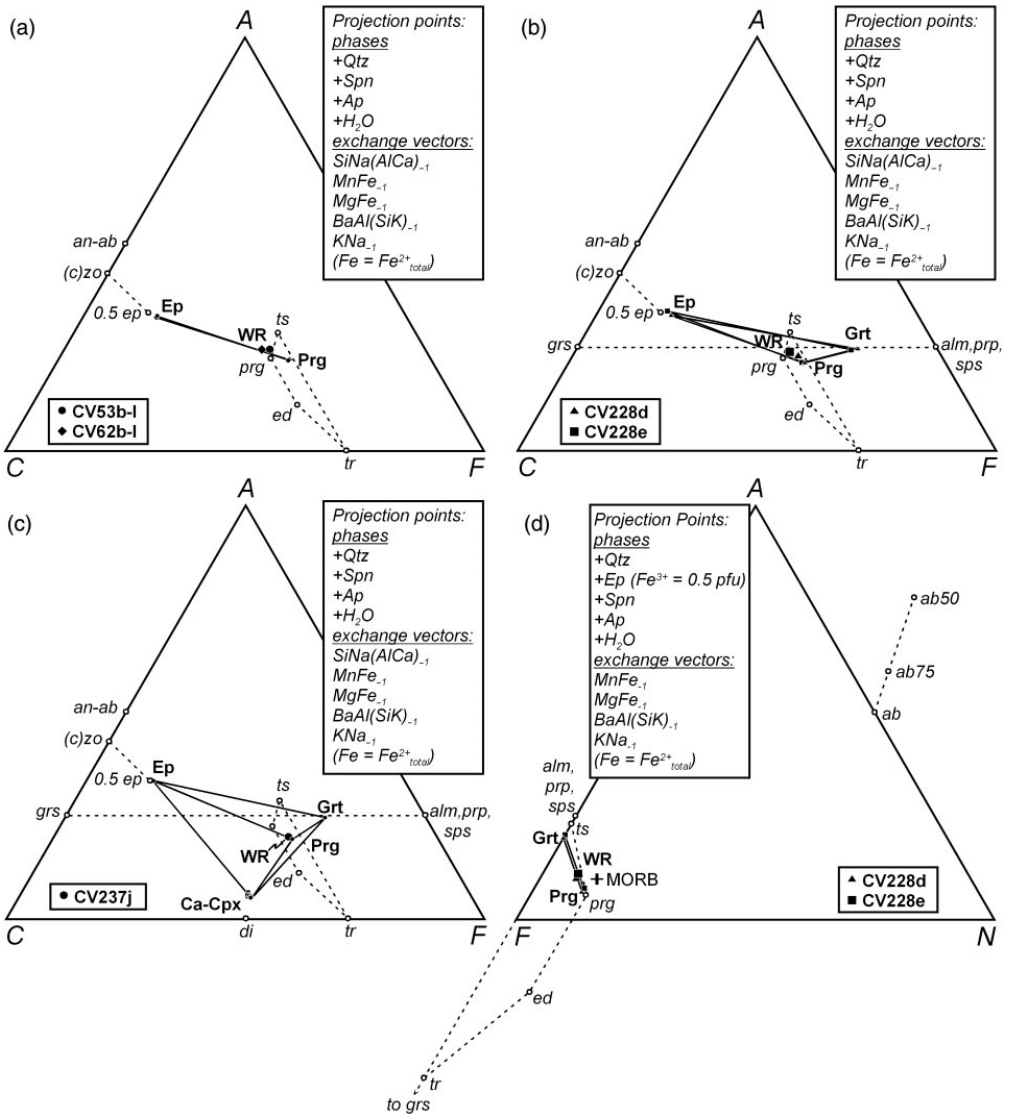 (a)
A
Projection points:
phases
+Qtz
+Spn
+Ap
+H₂O
exchange vectors:
SiNa(AlCa)₋₁
MnFe₋₁
MgFe₋₁
BaAl(SiK)₋₁
KNa₋₁
(Fe = Fe²⁺total)
an-ab
(c)zo
0.5 ep
Ep
WR
ts
prg
Prg
ed
CV53b-I
CV62b-I
C
tr
F
(b)
A
Projection points:
phases
+Qtz
+Spn
+Ap
+H₂O
exchange vectors:
SiNa(AlCa)₋₁
MnFe₋₁
MgFe₋₁
BaAl(SiK)₋₁
KNa₋₁
(Fe = Fe²⁺total)
an-ab
(c)zo
0.5 ep
Ep
ts
Grt
grs
WR
alm,prp,
sps
prg
Prg
ed
CV228d
CV228e
C
tr
F
(c)
A
Projection points:
phases
+Qtz
+Spn
+Ap
+H₂O
exchange vectors:
SiNa(AlCa)₋₁
MnFe₋₁
MgFe₋₁
BaAl(SiK)₋₁
KNa₋₁
(Fe = Fe²⁺total)
an-ab
(c)zo
0.5 ep
Ep
ts
Grt
grs
alm,prp,
sps
WR
Prg
ed
CV237j
Ca-Cpx
C
di
tr
F
(d)
A
Projection Points:
phases
+Qtz
+Ep (Fe³⁺ = 0.5 pfu)
+Spn
+Ap
+H₂O
exchange vectors:
MnFe₋₁
MgFe₋₁
BaAl(SiK)₋₁
KNa₋₁
(Fe = Fe²⁺total)
ab50
ab75
ab
alm,
prp,
sps
ts
Grt
WR
+MORB
Prg
prg
CV228d
CV228e
F
N
ed
tr
to grs